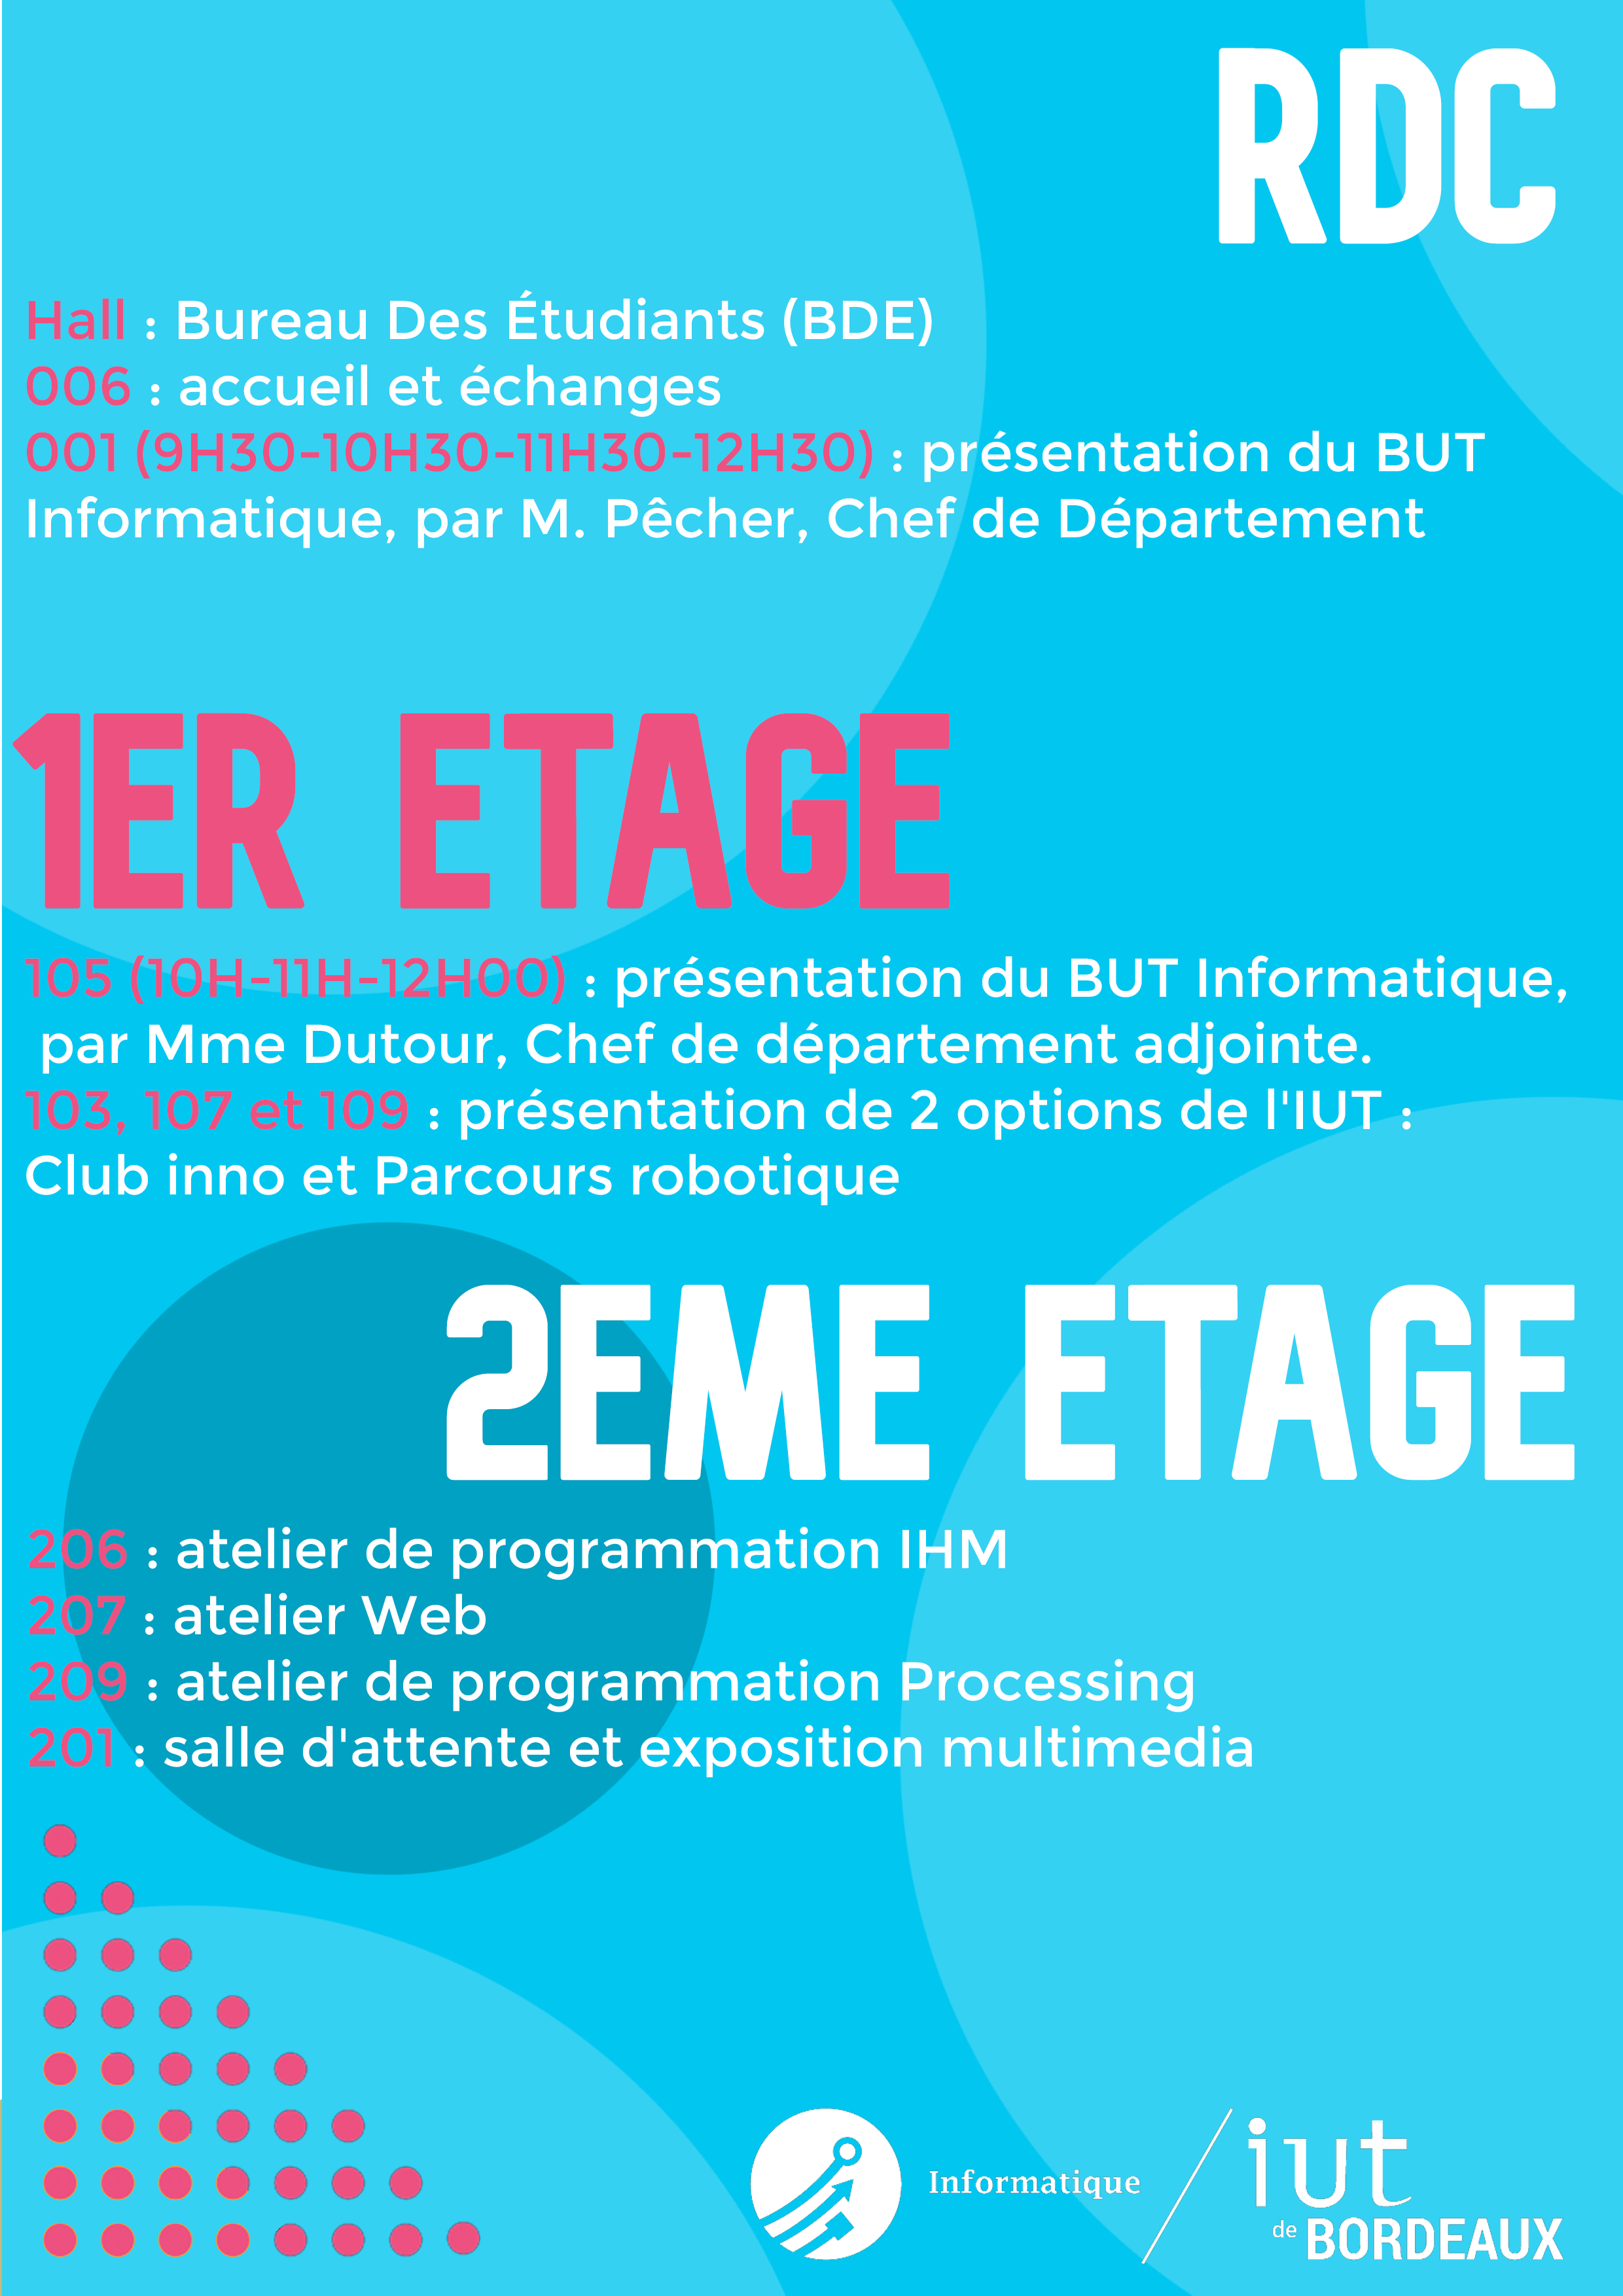 RDC
Hall : Bureau Des Étudiants (BDE)
006 : accueil et échanges
001 (9H30-10H30-11H30-12H30) : présentation du BUT
Informatique, par M. Pêcher, Chef de Département
1ER ETAGE
105 (10H-11H-12H00) : présentation du BUT Informatique,
par Mme Dutour, Chef de département adjointe.
103, 107 et 109 : présentation de 2 options de l'IUT :
Club inno et Parcours robotique
2EME ETAGE
206 : atelier de programmation IHM
207 : atelier Web
209 : atelier de programmation Processing
201 : salle d'attente et exposition multimedia
Informatique
iut
de BORDEAUX